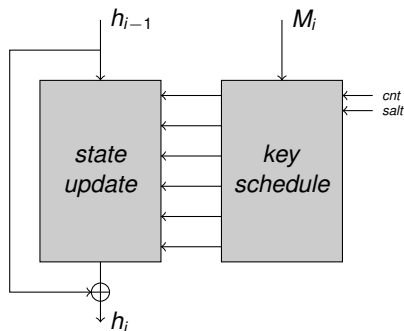 h_{i−1}
M_i
cnt
salt
state
update
key
schedule
h_i